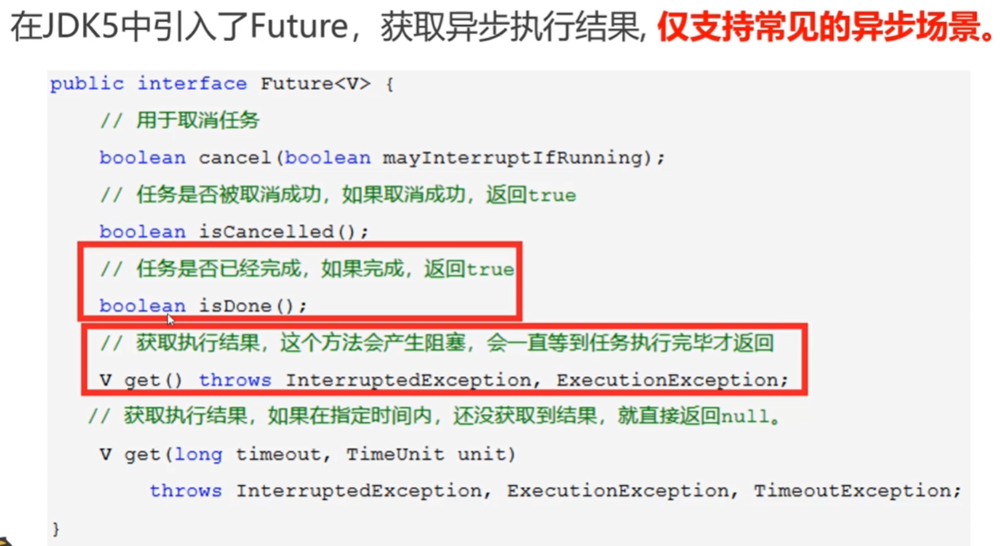 在JDK5中引入了Future，获取异步执行结果, 仅支持常见的异步场景。
public interface Future<V> {
// 用于取消任务
boolean cancel(boolean mayInterruptIfRunning);
// 任务是否被取消成功，如果取消成功，返回true
boolean isCancelled();
// 任务是否已经完成，如果完成，返回true
boolean isDone();
// 获取执行结果，这个方法会产生阻塞，会一直等到任务执行完毕才返回
V get() throws InterruptedException, ExecutionException;
// 获取执行结果，如果在指定时间内，还没获取到结果，就直接返回null。
V get(long timeout, TimeUnit unit)
throws InterruptedException, ExecutionException, TimeoutException;
}